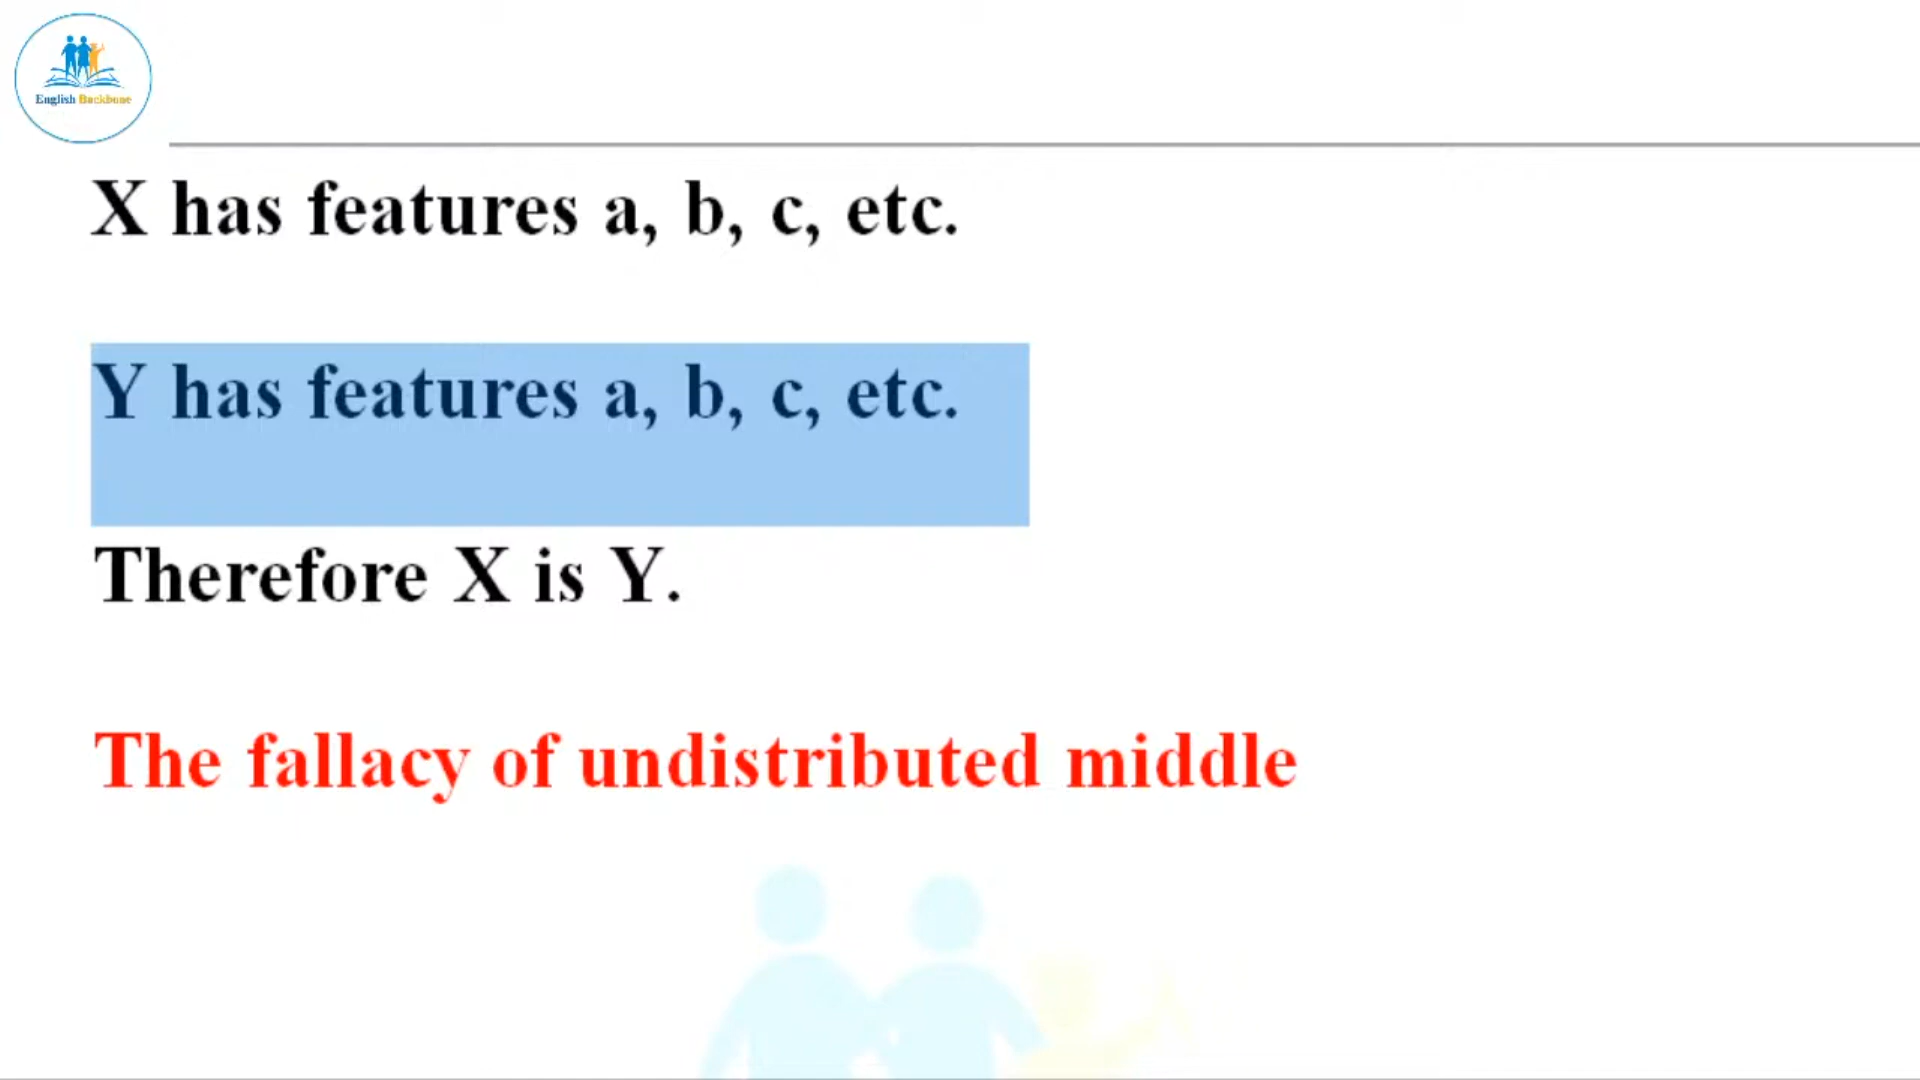 English Backbone
X has features a, b, c, etc.
Y has features a, b, c, etc.
Therefore X is Y.
The fallacy of undistributed middle